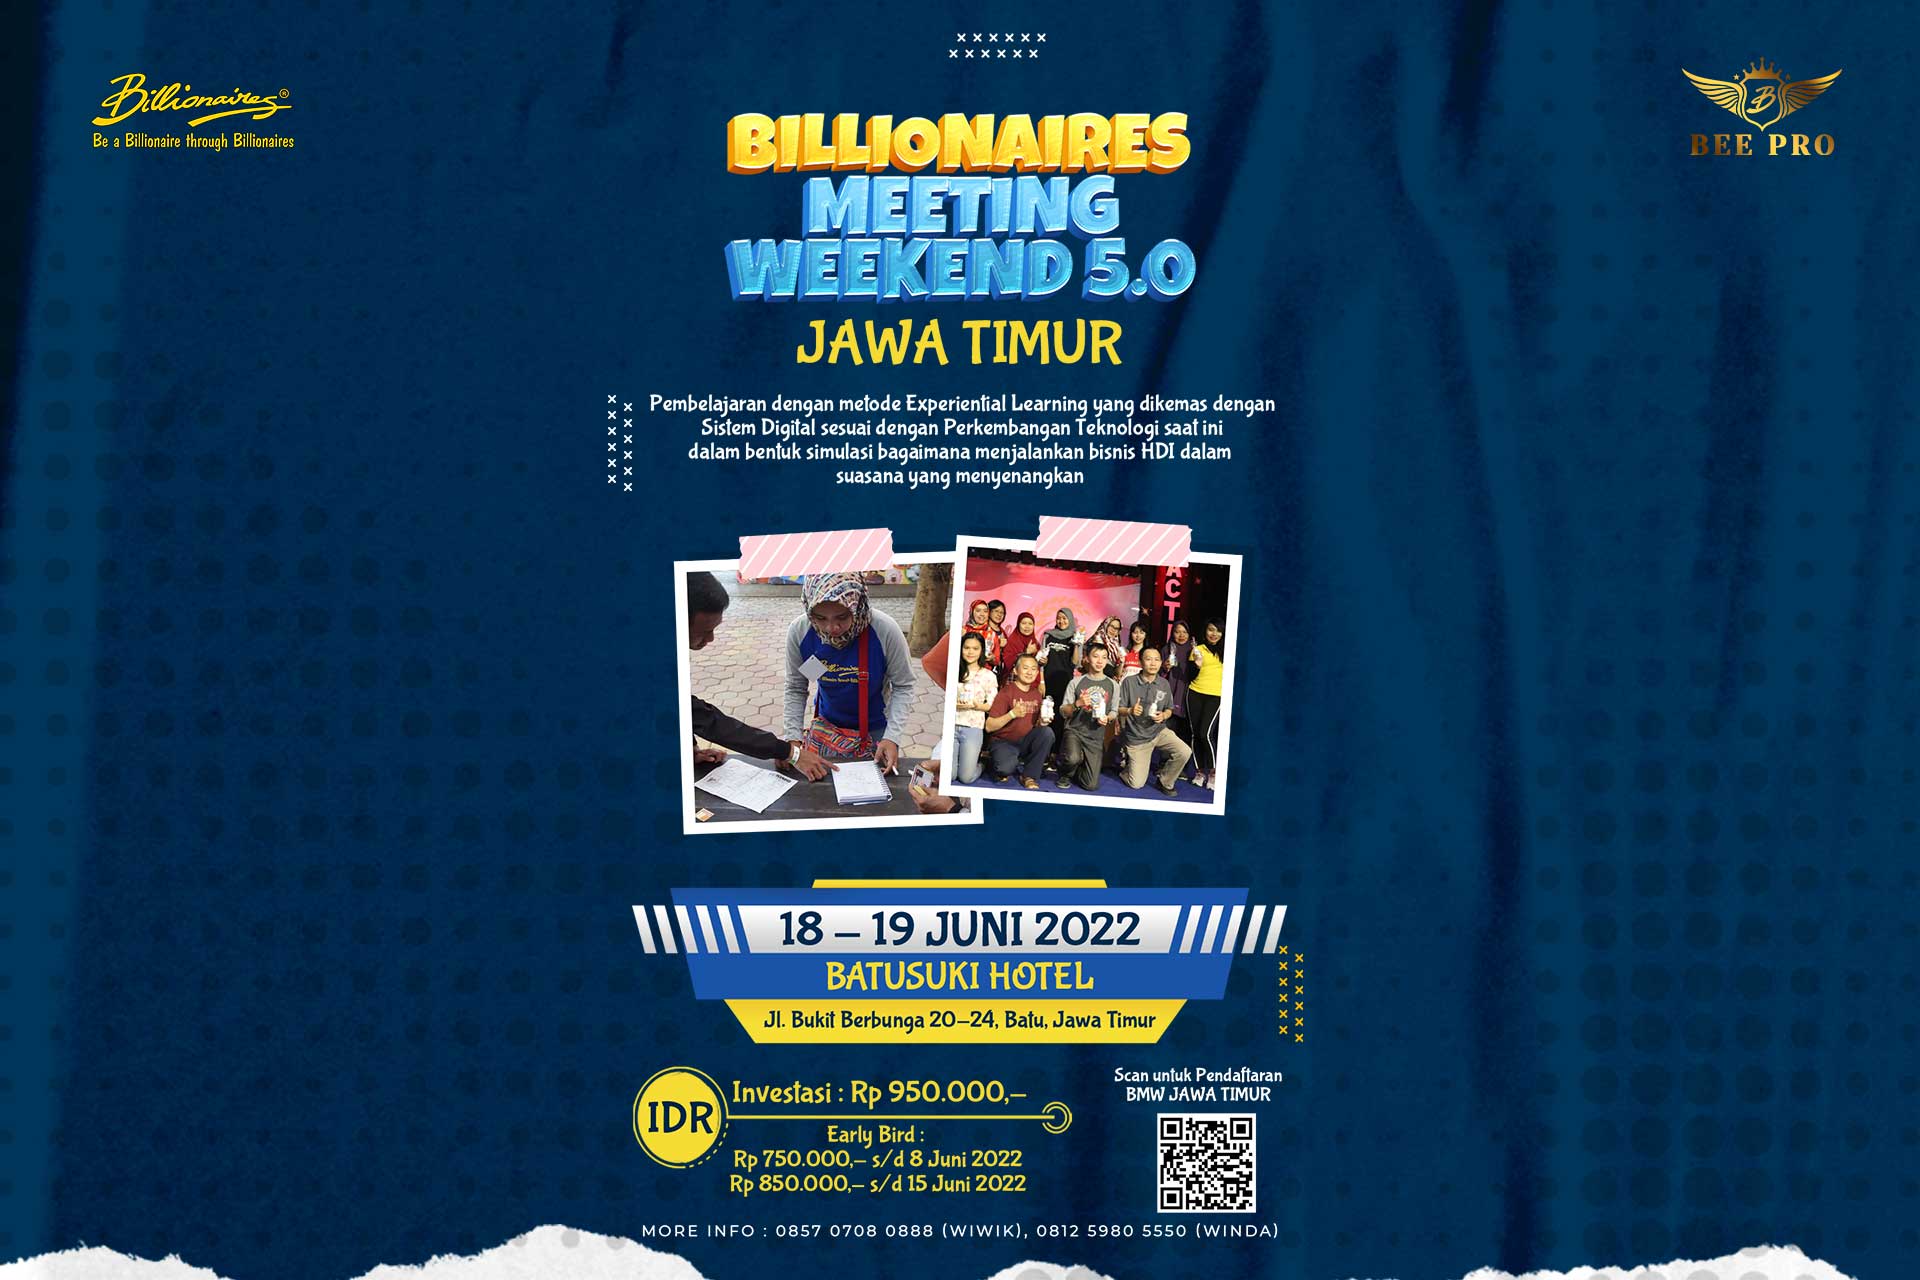 Billionaires®
Be a Billionaire through Billionaires
B
BEE PRO
BILLIONAIRES
MEETING
WEEKEND 5.0
JAWA TIMUR
Pembelajaran dengan metode Experiential Learning yang dikemas dengan
Sistem Digital sesuai dengan Perkembangan Teknologi saat ini
dalam bentuk simulasi bagaimana menjalankan bisnis HDI dalam
suasana yang menyenangkan
Billionaires
ACTI
18 – 19 JUNI 2022
BATUSUKI HOTEL
Jl. Bukit Berbunga 20-24, Batu, Jawa Timur
IDR
Investasi : Rp 950.000,-
Early Bird :
Rp 750.000,- s/d 8 Juni 2022
Rp 850.000,- s/d 15 Juni 2022
Scan untuk Pendaftaran
BMW JAWA TIMUR
MORE INFO : 0857 0708 0888 (WIWIK), 0812 5980 5550 (WINDA)